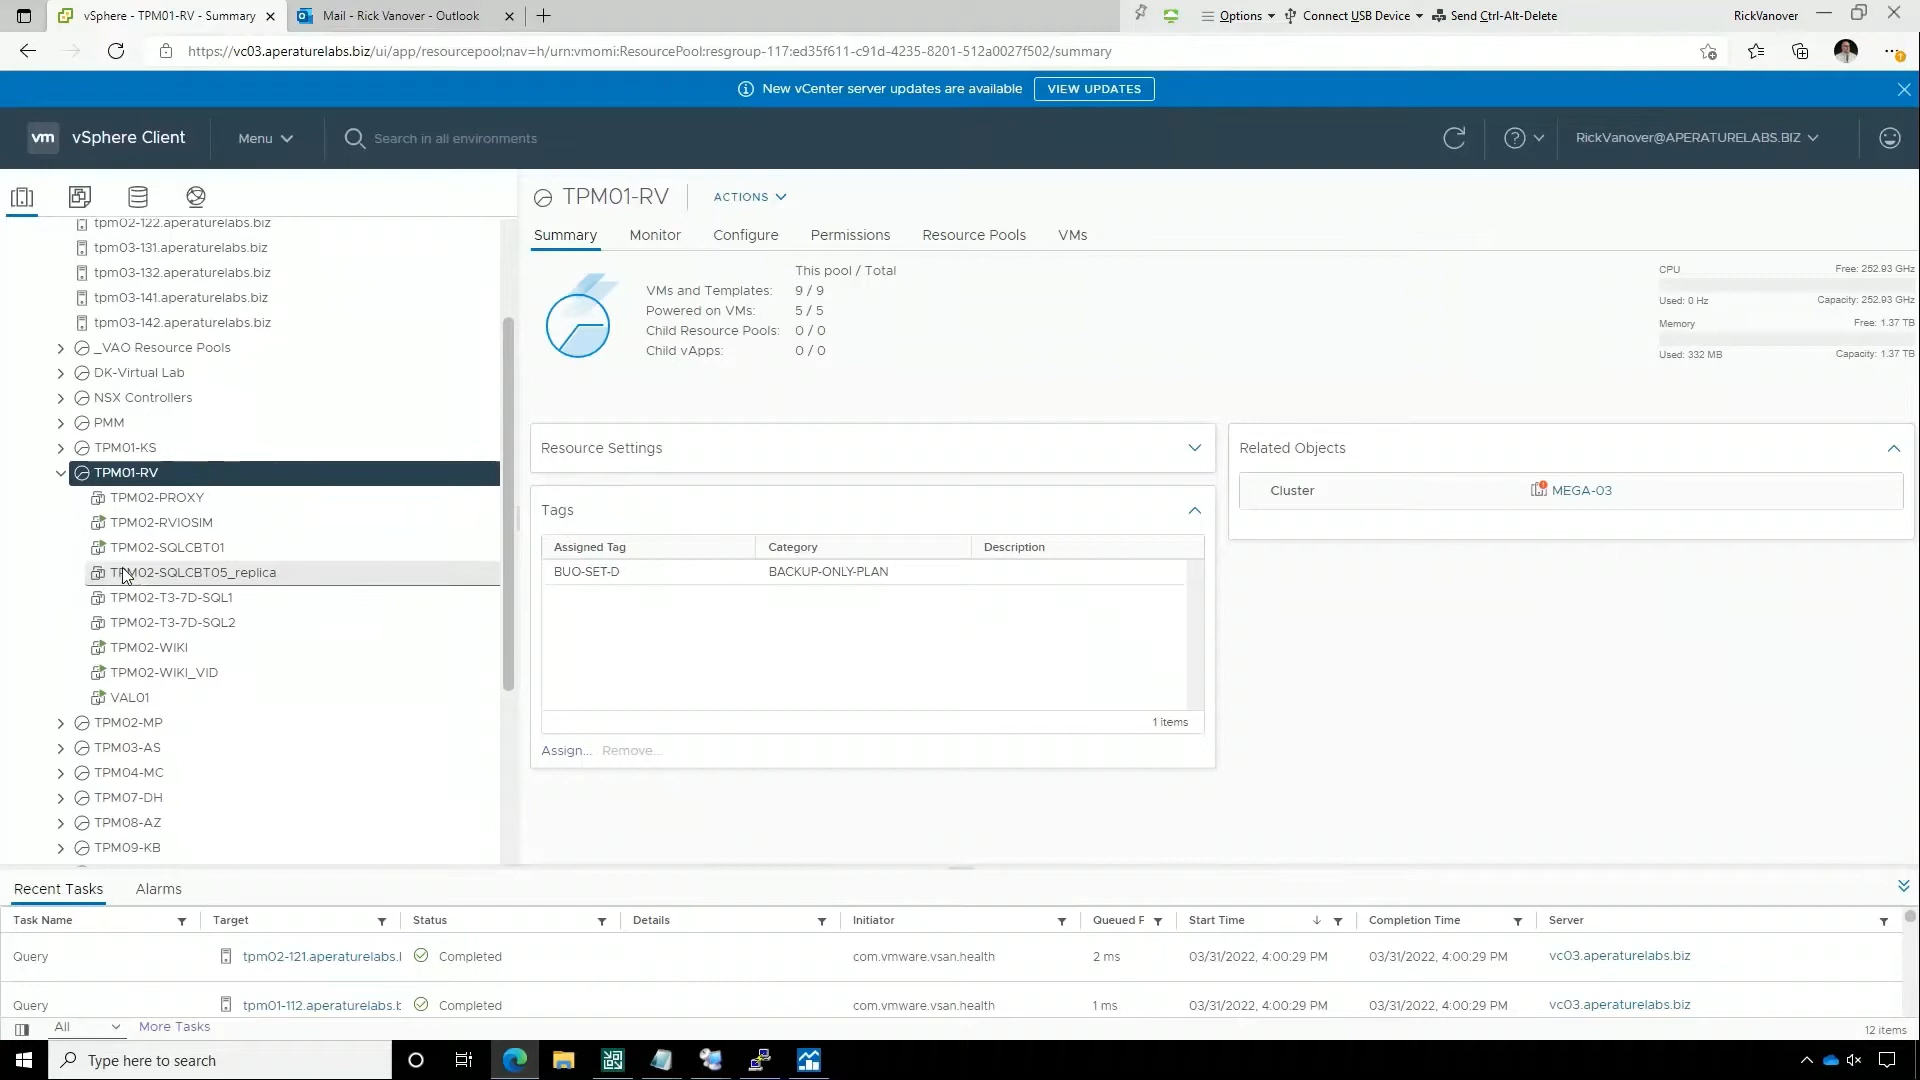 vSphere - TPM01-RV - Summary
Mail - Rick Vanover - Outlook
Options
Connect USB Device
Send Ctrl-Alt-Delete
RickVanover
https://vc03.aperaturelabs.biz/ui/app/resourcepool;nav=h/urn:vmomi:ResourcePool:resgroup-117:ed35f611-c91d-4235-8201-512a0027f502/summary
New vCenter server updates are available
VIEW UPDATES
vm
vSphere Client
Menu
Search in all environments
RickVanover@APERATURELABS.BIZ
tpm02-122.aperaturelabs.biz
tpm03-131.aperaturelabs.biz
tpm03-132.aperaturelabs.biz
tpm03-141.aperaturelabs.biz
tpm03-142.aperaturelabs.biz
_VAO Resource Pools
DK-Virtual Lab
NSX Controllers
PMM
TPM01-KS
TPM01-RV
TPM02-PROXY
TPM02-RVIOSIM
TPM02-SQLCBT01
TPM02-SQLCBT05_replica
TPM02-T3-7D-SQL1
TPM02-T3-7D-SQL2
TPM02-WIKI
TPM02-WIKI_VID
VAL01
TPM02-MP
TPM03-AS
TPM04-MC
TPM07-DH
TPM08-AZ
TPM09-KB
TPM01-RV
ACTIONS
Summary
Monitor
Configure
Permissions
Resource Pools
VMs
This pool / Total
VMs and Templates: 9 / 9
Powered on VMs: 5 / 5
Child Resource Pools: 0 / 0
Child vApps: 0 / 0
CPU Free: 252.93 GHz
Used: 0 Hz Capacity: 252.93 GHz
Memory Free: 1.37 TB
Used: 332 MB Capacity: 1.37 TB
Resource Settings
Tags
Assigned Tag Category Description
BUO-SET-D BACKUP-ONLY-PLAN
1 items
Assign... Remove...
Related Objects
Cluster MEGA-03
Recent Tasks Alarms
Task Name Target Status Details Initiator Queued F Start Time Completion Time Server
Query tpm02-121.aperaturelabs.l Completed com.vmware.vsan.health 2 ms 03/31/2022, 4:00:29 PM 03/31/2022, 4:00:29 PM vc03.aperaturelabs.biz
Query tpm01-112.aperaturelabs.b Completed com.vmware.vsan.health 1 ms 03/31/2022, 4:00:29 PM 03/31/2022, 4:00:29 PM vc03.aperaturelabs.biz
All More Tasks
12 items
Type here to search